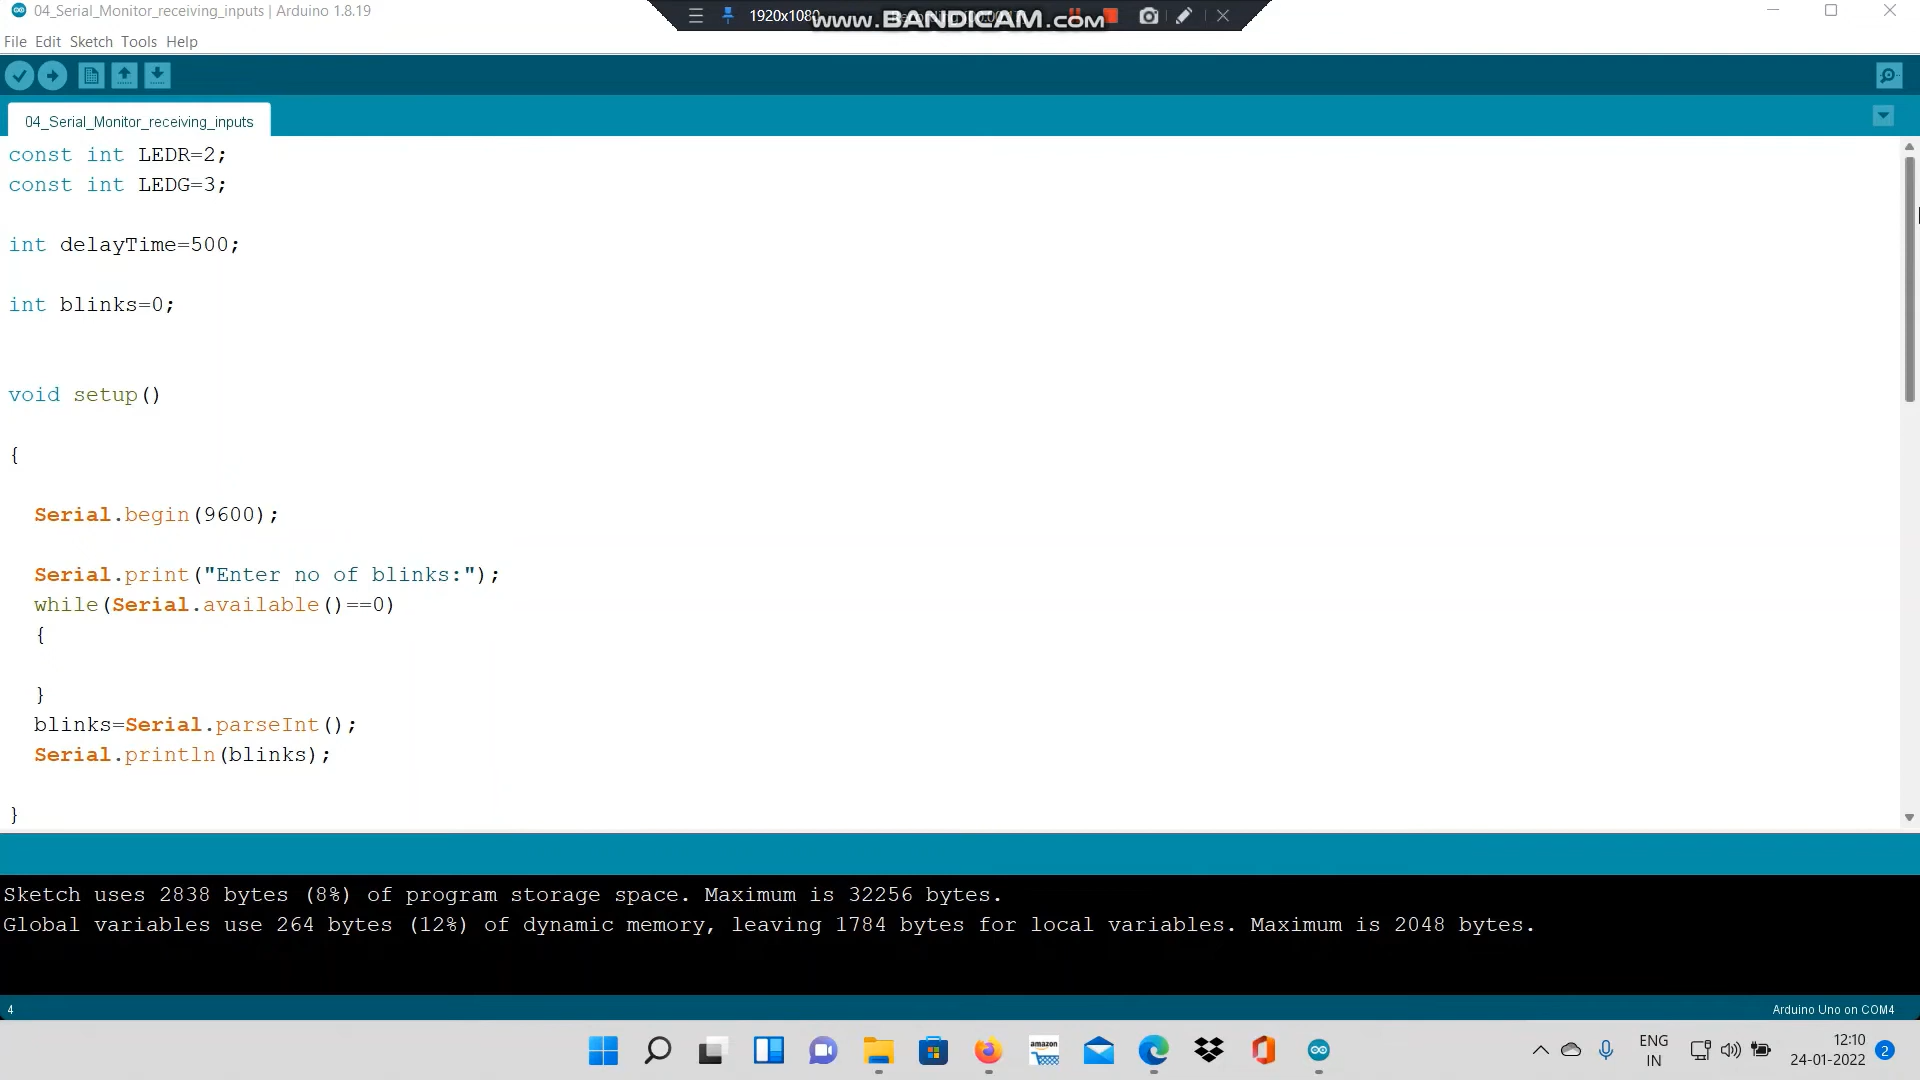 04_Serial_Monitor_receiving_inputs | Arduino 1.8.19
1920x1080
www.BANDICAM.com
File Edit Sketch Tools Help
04_Serial_Monitor_receiving_inputs
const int LEDR=2;
const int LEDG=3;
int delayTime=500;
int blinks=0;
void setup()
{
Serial.begin(9600);
Serial.print("Enter no of blinks:");
while(Serial.available()==0)
{
}
blinks=Serial.parseInt();
Serial.println(blinks);
}
Sketch uses 2838 bytes (8%) of program storage space. Maximum is 32256 bytes.
Global variables use 264 bytes (12%) of dynamic memory, leaving 1784 bytes for local variables. Maximum is 2048 bytes.
4
Arduino Uno on COM4
amazon
ENG
IN
12:10
24-01-2022
2